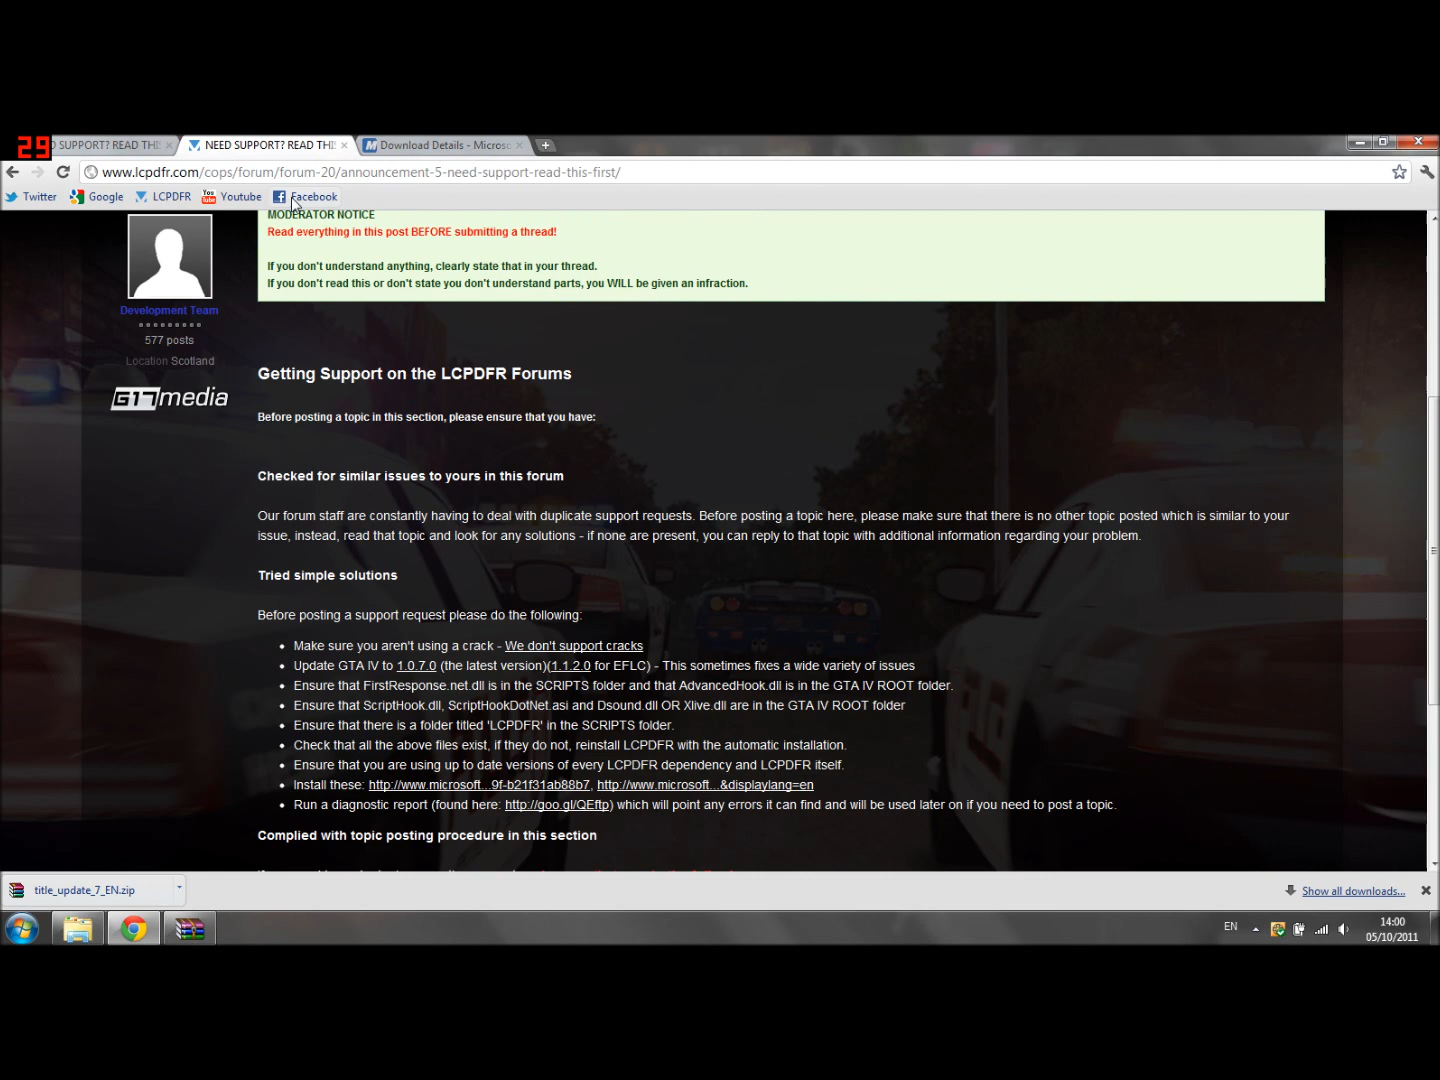 29
D SUPPORT? READ THI
NEED SUPPORT? READ THI
Download Details - Microso
www.lcpdfr.com/cops/forum/forum-20/announcement-5-need-support-read-this-first/
Twitter
Google
LCPDFR
Youtube
Facebook
MODERATOR NOTICE
Read everything in this post BEFORE submitting a thread!
If you don't understand anything, clearly state that in your thread.
If you don't read this or don't state you don't understand parts, you WILL be given an infraction.
Development Team
577 posts
Location Scotland
G17media
Getting Support on the LCPDFR Forums
Before posting a topic in this section, please ensure that you have:
Checked for similar issues to yours in this forum
Our forum staff are constantly having to deal with duplicate support requests. Before posting a topic here, please make sure that there is no other topic posted which is similar to your
issue, instead, read that topic and look for any solutions - if none are present, you can reply to that topic with additional information regarding your problem.
Tried simple solutions
Before posting a support request please do the following:
• Make sure you aren't using a crack - We don't support cracks
• Update GTA IV to 1.0.7.0 (the latest version)(1.1.2.0 for EFLC) - This sometimes fixes a wide variety of issues
• Ensure that FirstResponse.net.dll is in the SCRIPTS folder and that AdvancedHook.dll is in the GTA IV ROOT folder.
• Ensure that ScriptHook.dll, ScriptHookDotNet.asi and Dsound.dll OR Xlive.dll are in the GTA IV ROOT folder
• Ensure that there is a folder titled 'LCPDFR' in the SCRIPTS folder.
• Check that all the above files exist, if they do not, reinstall LCPDFR with the automatic installation.
• Ensure that you are using up to date versions of every LCPDFR dependency and LCPDFR itself.
• Install these: http://www.microsoft...9f-b21f31ab88b7, http://www.microsoft...&displaylang=en
• Run a diagnostic report (found here: http://goo.gl/QEftp) which will point any errors it can find and will be used later on if you need to post a topic.
Complied with topic posting procedure in this section
title_update_7_EN.zip
Show all downloads...
EN
14:00
05/10/2011